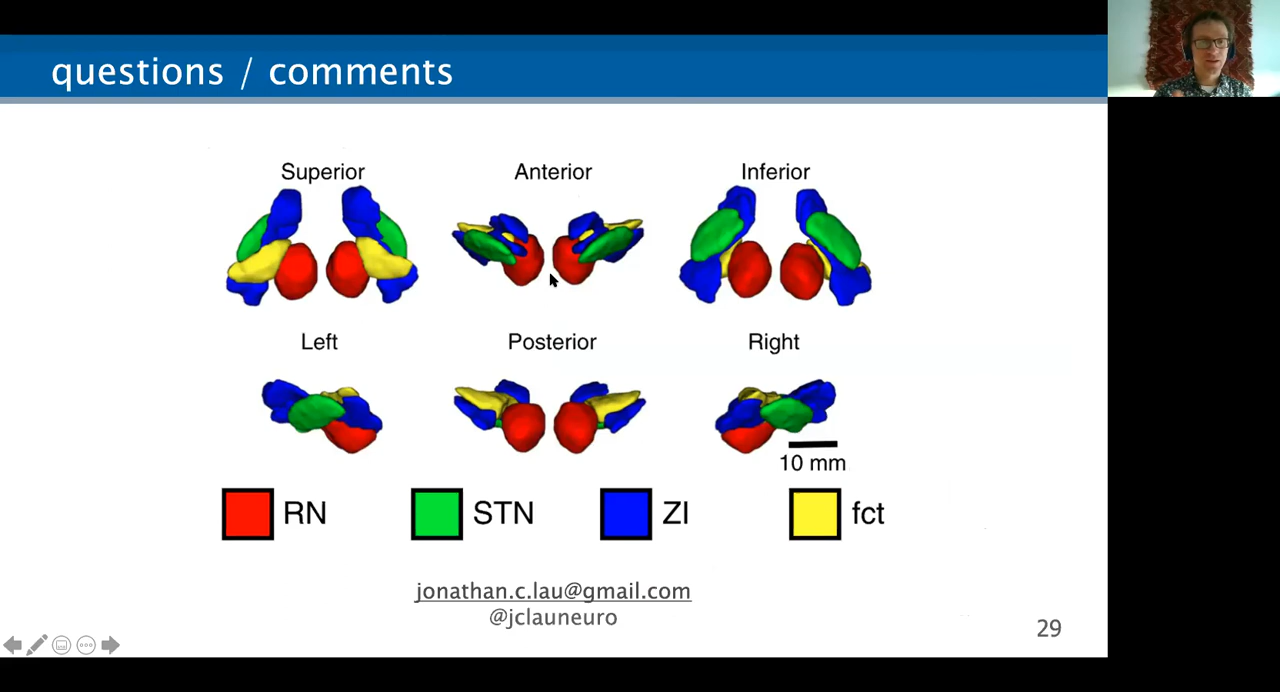 questions / comments
Superior
Anterior
Inferior
Left
Posterior
Right
10 mm
RN
STN
ZI
fct
jonathan.c.lau@gmail.com
@jclauneuro
29